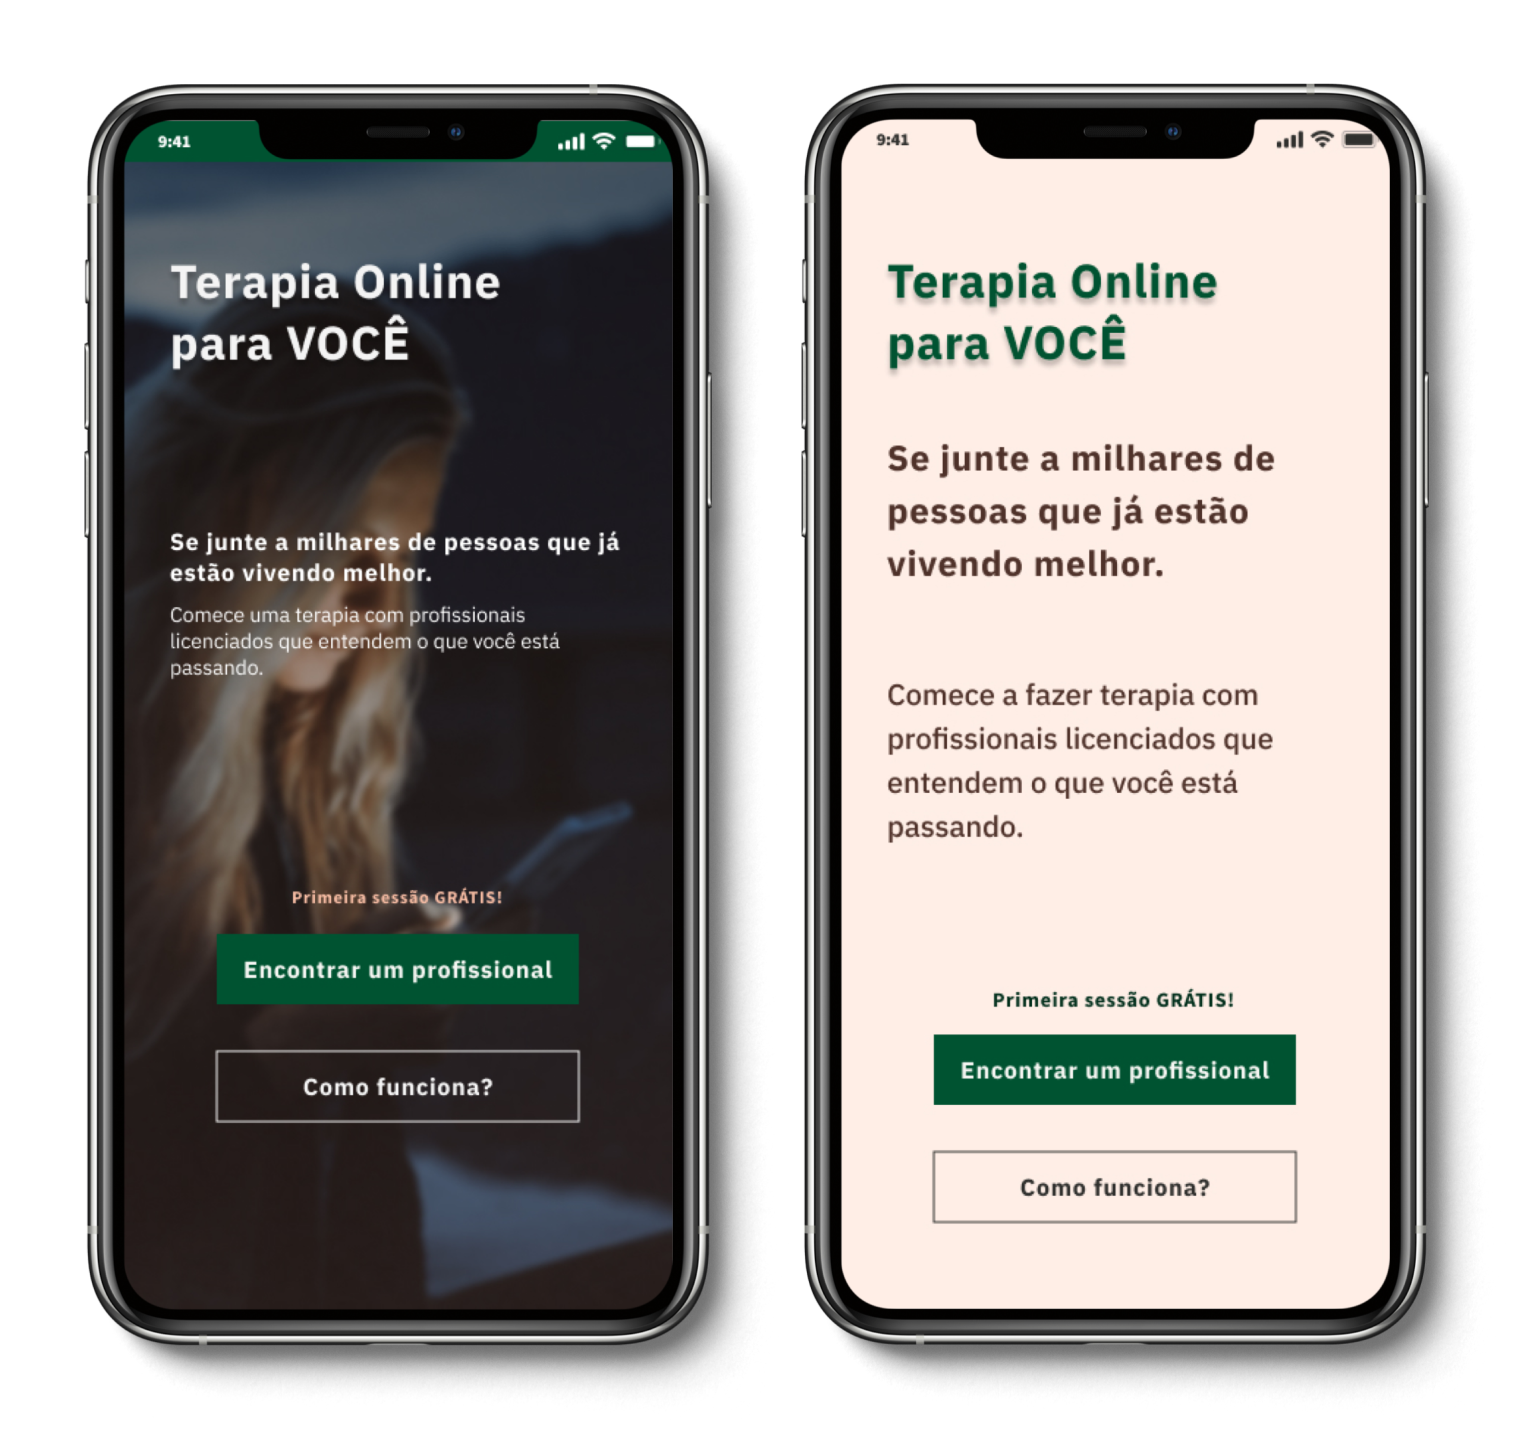 9:41
Terapia Online
para VOCÊ
Se junte a milhares de pessoas que já
estão vivendo melhor.
Comece uma terapia com profissionais
licenciados que entendem o que você está
passando.
Primeira sessão GRÁTIS!
Encontrar um profissional
Como funciona?
9:41
Terapia Online
para VOCÊ
Se junte a milhares de
pessoas que já estão
vivendo melhor.
Comece a fazer terapia com
profissionais licenciados que
entendem o que você está
passando.
Primeira sessão GRÁTIS!
Encontrar um profissional
Como funciona?